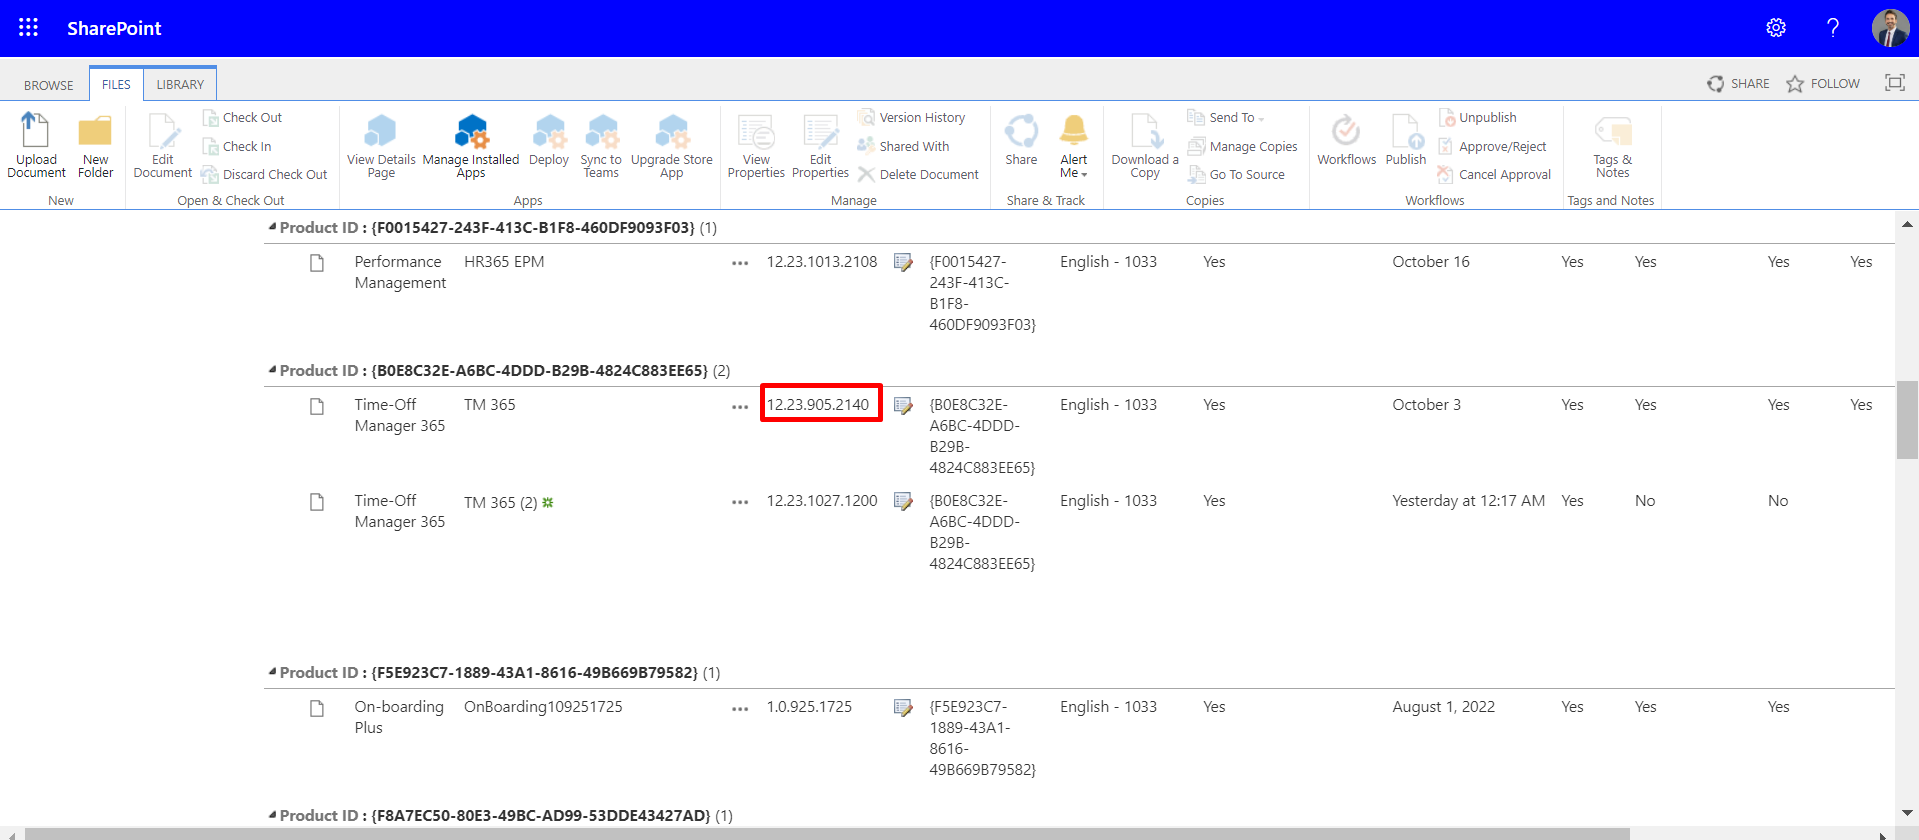 SharePoint
BROWSE FILES LIBRARY
SHARE FOLLOW
Upload Document
New Folder
New
Edit Document
Check Out
Check In
Discard Check Out
Open & Check Out
View Details Page
Manage Installed Apps
Deploy
Sync to Teams
Upgrade Store App
Apps
View Properties
Edit Properties
Version History
Shared With
Delete Document
Manage
Share
Alert Me
Share & Track
Download a Copy
Send To
Manage Copies
Go To Source
Copies
Workflows
Publish
Unpublish
Approve/Reject
Cancel Approval
Workflows
Tags & Notes
Tags and Notes
Product ID : {F0015427-243F-413C-B1F8-460DF9093F03} (1)
Performance HR365 EPM ••• 12.23.1013.2108 {F0015427- English - 1033 Yes October 16 Yes Yes Yes Yes
Management 243F-413C-
B1F8-
460DF9093F03}
Product ID : {B0E8C32E-A6BC-4DDD-B29B-4824C883EE65} (2)
Time-Off TM 365 ••• 12.23.905.2140 {B0E8C32E- English - 1033 Yes October 3 Yes Yes Yes Yes
Manager 365 A6BC-4DDD-
B29B-
4824C883EE65}
Time-Off TM 365 (2) ••• 12.23.1027.1200 {B0E8C32E- English - 1033 Yes Yesterday at 12:17 AM Yes No No
Manager 365 A6BC-4DDD-
B29B-
4824C883EE65}
Product ID : {F5E923C7-1889-43A1-8616-49B669B79582} (1)
On-boarding OnBoarding109251725 ••• 1.0.925.1725 {F5E923C7- English - 1033 Yes August 1, 2022 Yes Yes Yes
Plus 1889-43A1-
8616-
49B669B79582}
Product ID : {F8A7EC50-80E3-49BC-AD99-53DDE43427AD} (1)